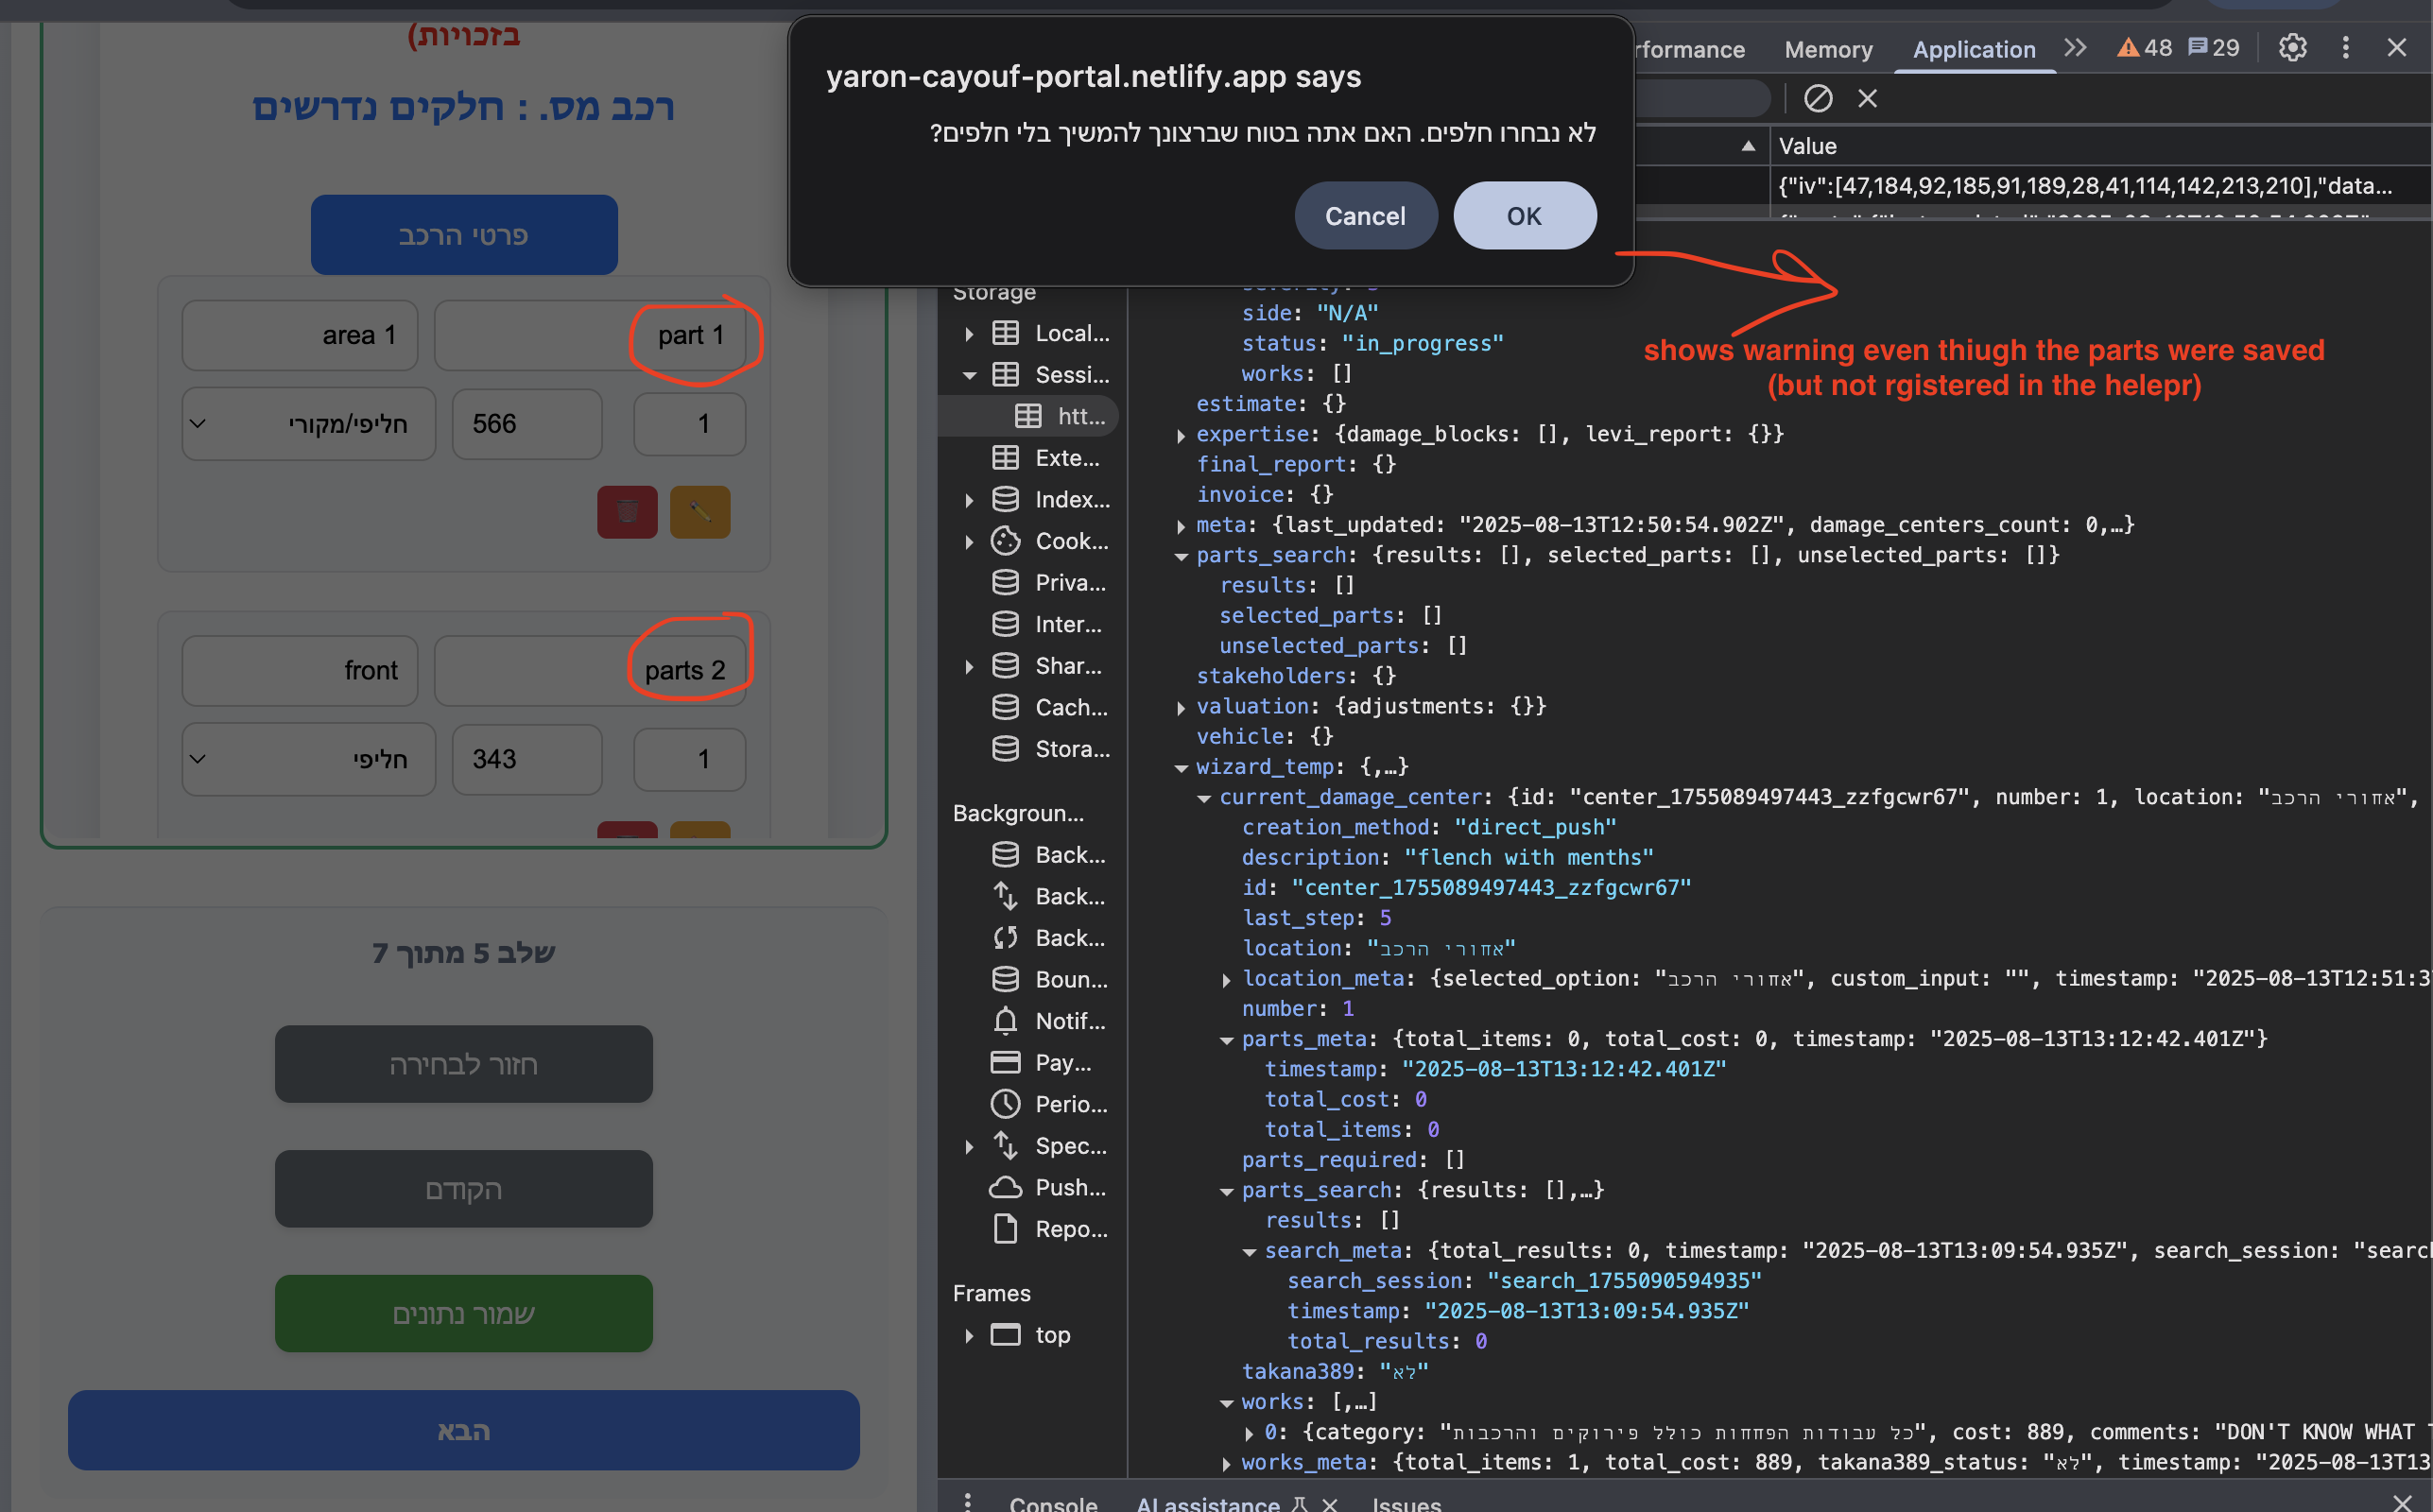 בזכויות)
רכב מס. : חלקים נדרשים
פרטי הרכב
part 1
area 1
1
566
חליפי/מקורי
parts 2
front
1
343
חליפי
שלב 5 מתוך 7
חזור לבחירה
הקודם
שמור נתונים
הבא
yaron-cayouf-portal.netlify.app says
לא נבחרו חלפים. האם אתה בטוח שברצונך להמשיך בלי חלפים?
Cancel
OK
rformance
Memory
Application
48
29
Value
{"iv":[47,184,92,185,91,189,28,41,114,142,213,210],"data...
shows warning even thiugh the parts were saved
(but not rgistered in the helepr)
Storage
Local...
Sessi...
htt...
Exte...
Index...
Cook...
Priva...
Inter...
Shar...
Cach...
Stora...
Backgroun...
Back...
Back...
Back...
Boun...
Notif...
Pay...
Perio...
Spec...
Push...
Repo...
Frames
top
side: "N/A"
status: "in_progress"
works: []
estimate: {}
expertise: {damage_blocks: [], levi_report: {}}
final_report: {}
invoice: {}
meta: {last_updated: "2025-08-13T12:50:54.902Z", damage_centers_count: 0,…}
parts_search: {results: [], selected_parts: [], unselected_parts: []}
results: []
selected_parts: []
unselected_parts: []
stakeholders: {}
valuation: {adjustments: {}}
vehicle: {}
wizard_temp: {,…}
current_damage_center: {id: "center_1755089497443_zzfgcwr67", number: 1, location: "אחורי הרכב",
creation_method: "direct_push"
description: "flench with menths"
id: "center_1755089497443_zzfgcwr67"
last_step: 5
location: "אחורי הרכב"
location_meta: {selected_option: "אחורי הרכב", custom_input: "", timestamp: "2025-08-13T12:51:3
number: 1
parts_meta: {total_items: 0, total_cost: 0, timestamp: "2025-08-13T13:12:42.401Z"}
timestamp: "2025-08-13T13:12:42.401Z"
total_cost: 0
total_items: 0
parts_required: []
parts_search: {results: [],…}
results: []
search_meta: {total_results: 0, timestamp: "2025-08-13T13:09:54.935Z", search_session: "searc
search_session: "search_1755090594935"
timestamp: "2025-08-13T13:09:54.935Z"
total_results: 0
takana389: "לא"
works: [,…]
0: {category: "כל עבודות הפחחות כולל פירוקים והרכבות", cost: 889, comments: "DON'T KNOW WHAT
works_meta: {total_items: 1, total_cost: 889, takana389_status: "לא", timestamp: "2025-08-13T13
Console
AI assistance
Issues